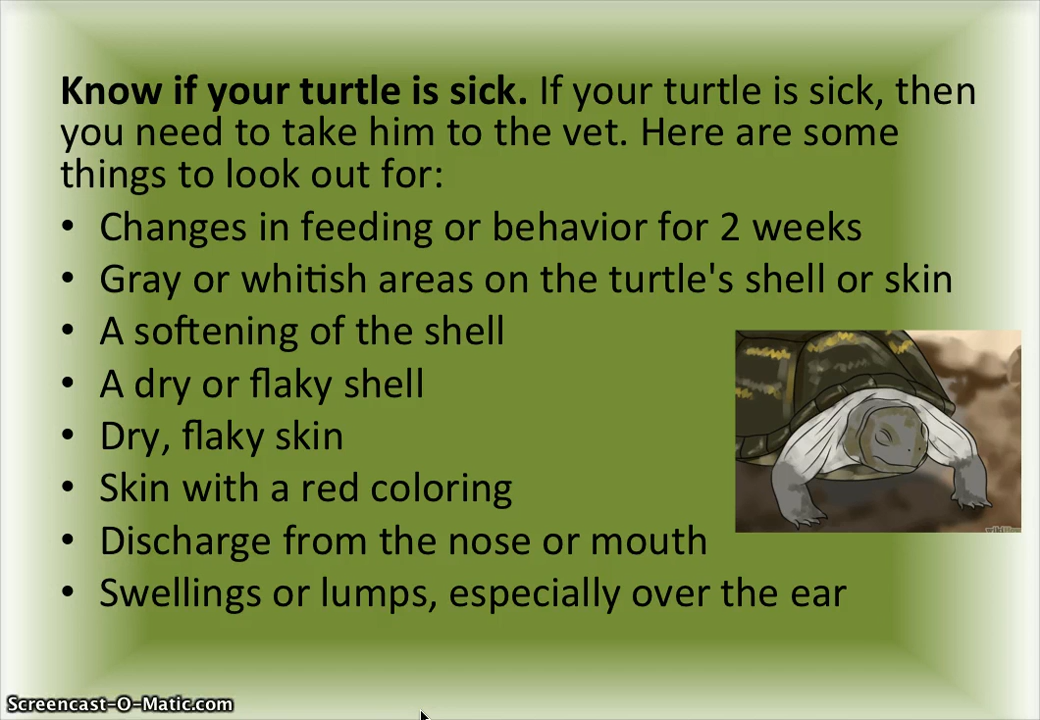 Know if your turtle is sick. If your turtle is sick, then
you need to take him to the vet. Here are some
things to look out for:
• Changes in feeding or behavior for 2 weeks
• Gray or whitish areas on the turtle's shell or skin
• A softening of the shell
• A dry or flaky shell
• Dry, flaky skin
• Skin with a red coloring
• Discharge from the nose or mouth
• Swellings or lumps, especially over the ear
Screencast-O-Matic.com